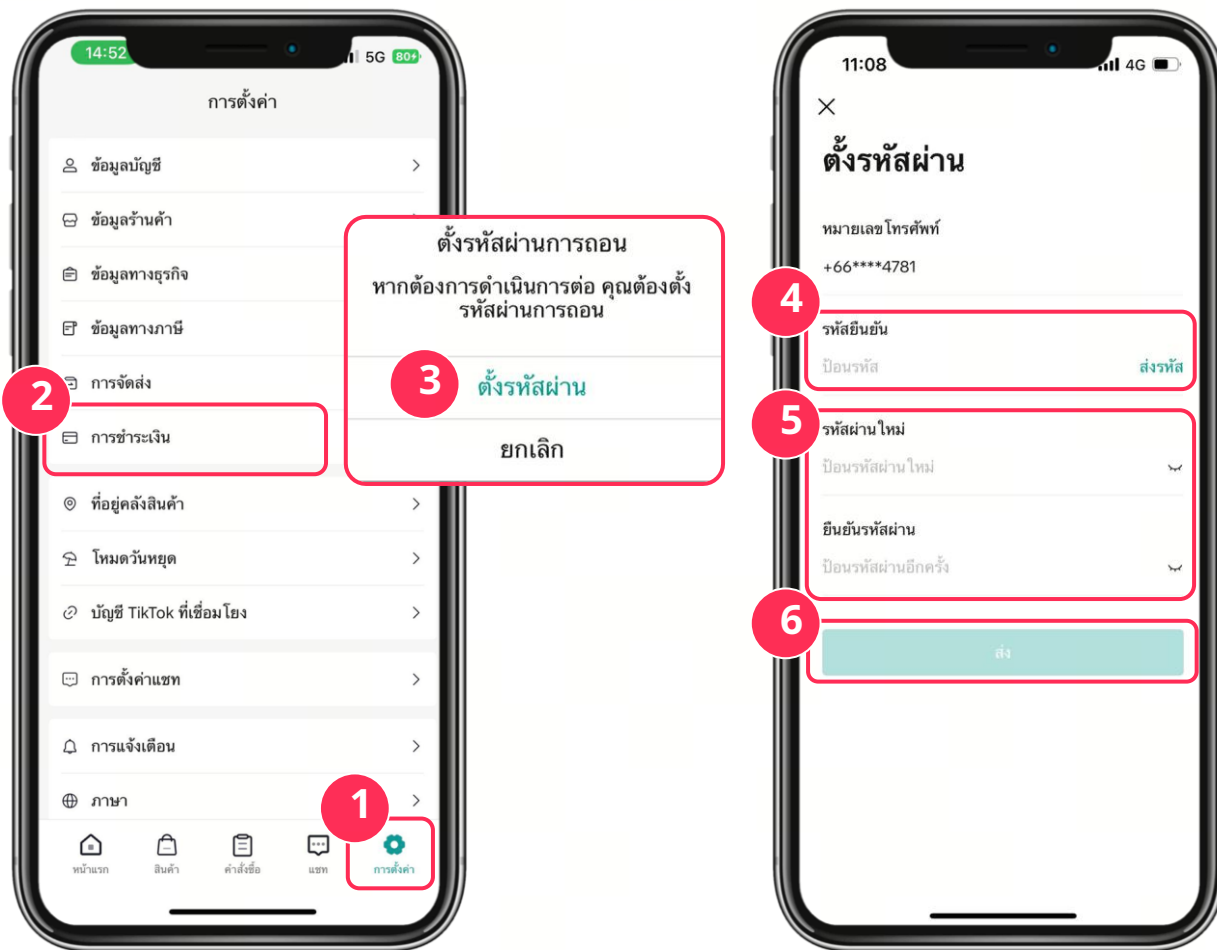 14:52
5G 80
การตั้งค่า
ข้อมูลบัญชี
ข้อมูลร้านค้า
ข้อมูลทางธุรกิจ
ข้อมูลทางภาษี
การจัดส่ง
2
การชำระเงิน
ที่อยู่คลังสินค้า
โหมดวันหยุด
บัญชี TikTok ที่เชื่อมโยง
การตั้งค่าแชท
การแจ้งเตือน
ภาษา
1
หน้าแรก
สินค้า
คำสั่งซื้อ
แชท
การตั้งค่า
ตั้งรหัสผ่านการถอน
หากต้องการดำเนินการต่อ คุณต้องตั้ง
รหัสผ่านการถอน
3
ตั้งรหัสผ่าน
ยกเลิก
11:08
4G
ตั้งรหัสผ่าน
หมายเลขโทรศัพท์
+66****4781
4
รหัสยืนยัน
ป้อนรหัส ส่งรหัส
5
รหัสผ่านใหม่
ป้อนรหัสผ่านใหม่
ยืนยันรหัสผ่าน
ป้อนรหัสผ่านอีกครั้ง
6
ส่ง